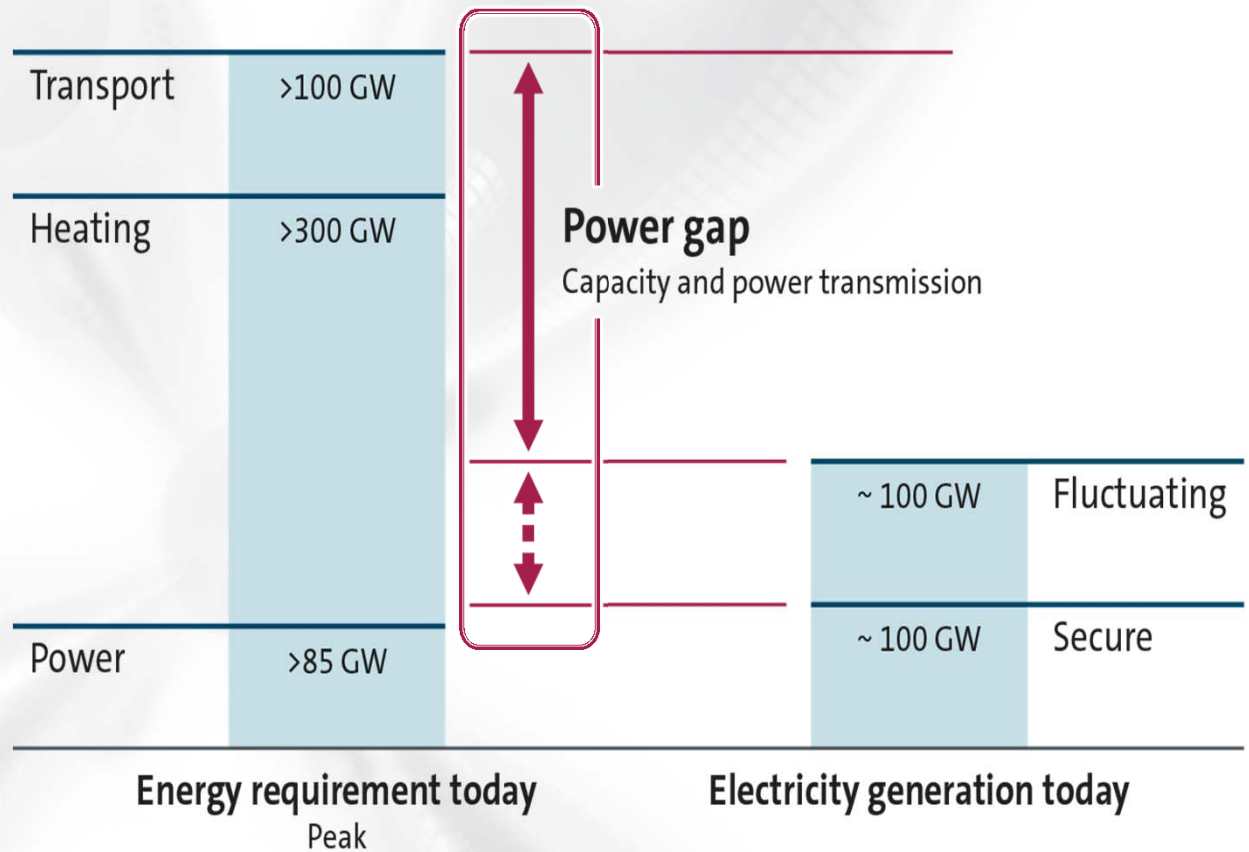 Transport >100 GW
Heating >300 GW
Power gap
Capacity and power transmission
~ 100 GW Fluctuating
~ 100 GW Secure
Power >85 GW
Energy requirement today
Peak
Electricity generation today